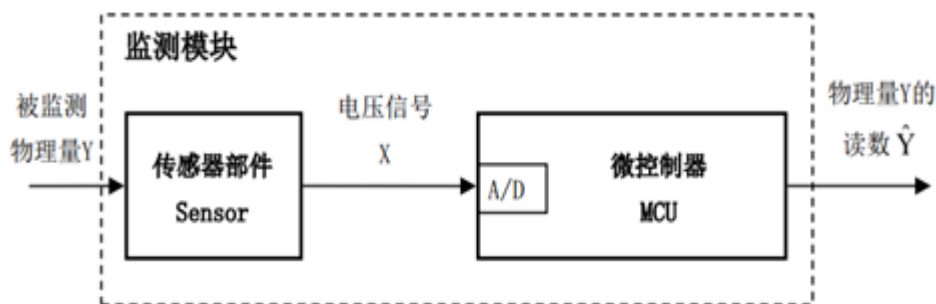 监测模块
被监测
物理量Y
传感器部件
Sensor
电压信号
X
A/D
微控制器
MCU
物理量Y的
读数 Ŷ